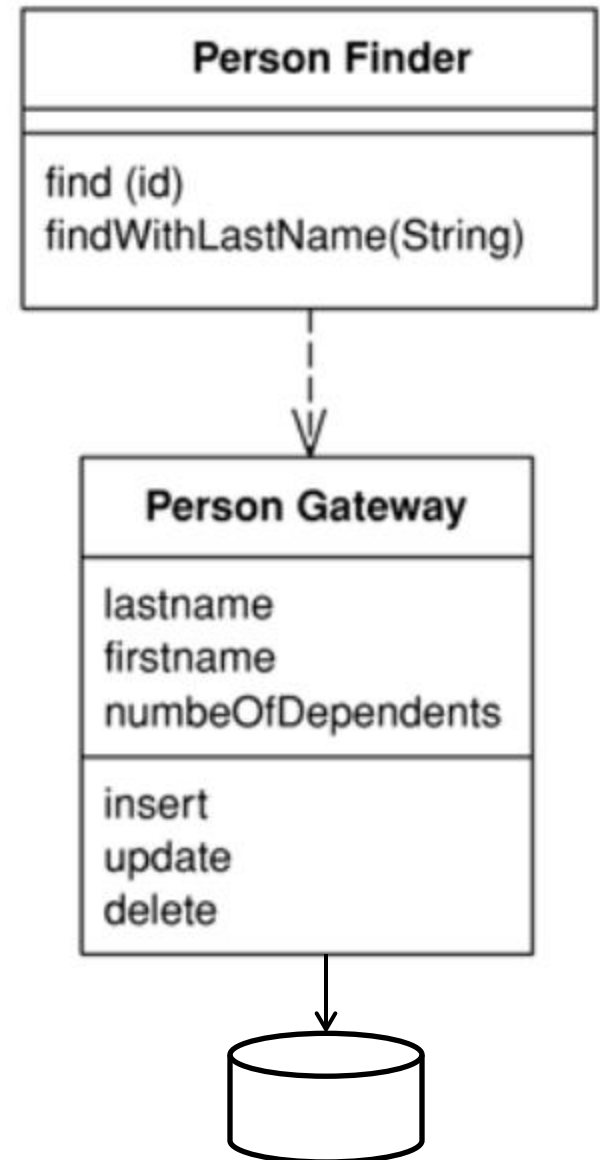 Person Finder
find (id)
findWithLastName(String)
Person Gateway
lastname
firstname
numbeOfDependents
insert
update
delete